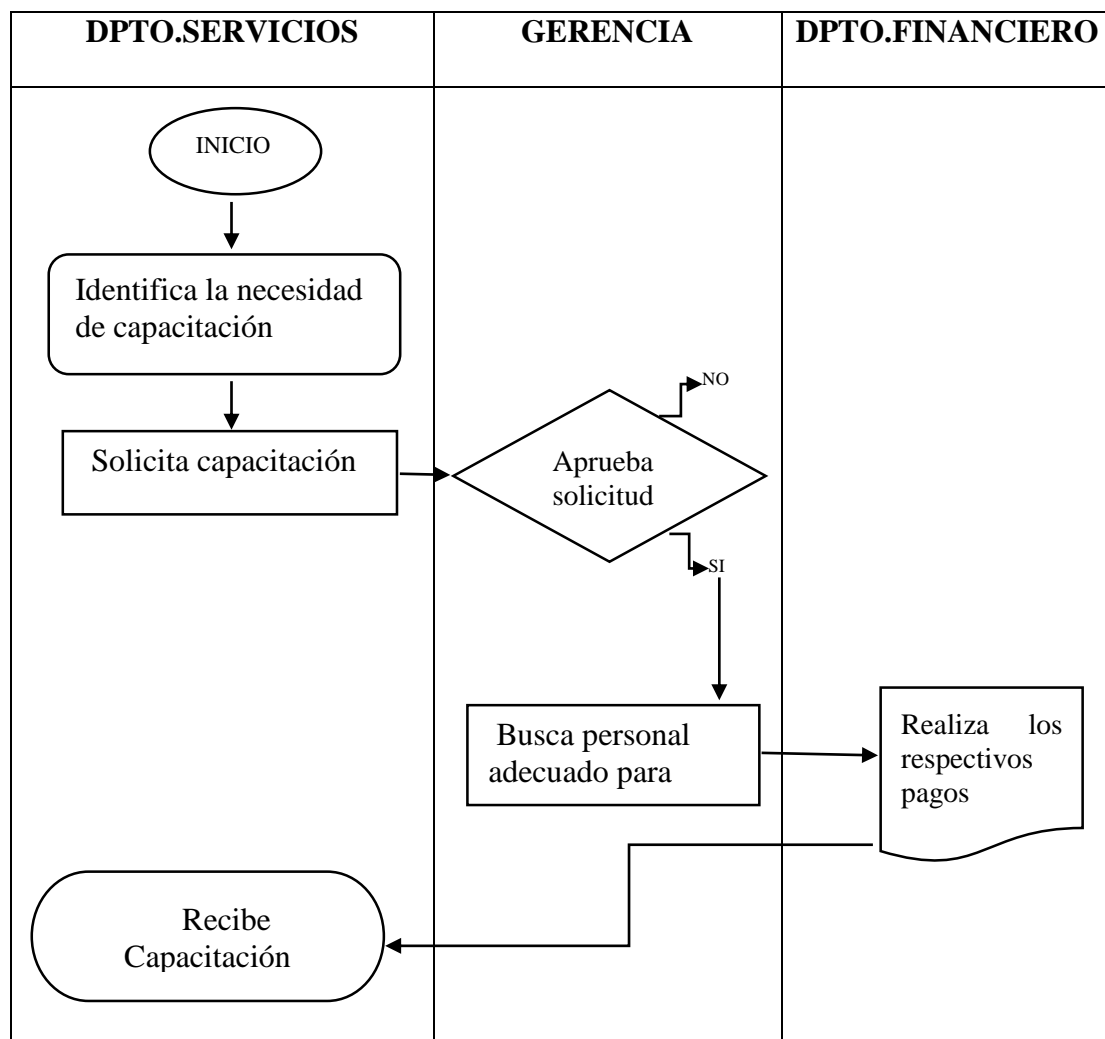 DPTO.SERVICIOS
GERENCIA
DPTO.FINANCIERO
INICIO
Identifica la necesidad
de capacitación
Solicita capacitación
NO
Aprueba
solicitud
SI
Busca personal
adecuado para
Realiza los
respectivos
pagos
Recibe
Capacitación